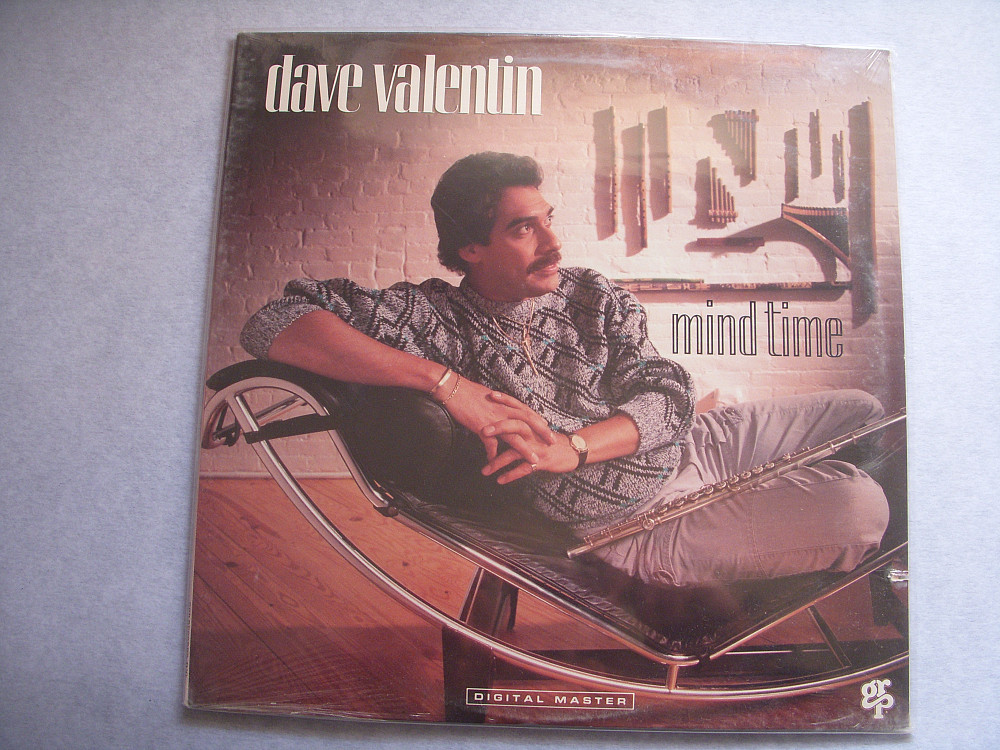 dave valentin
mind time
DIGITAL MASTER
grp